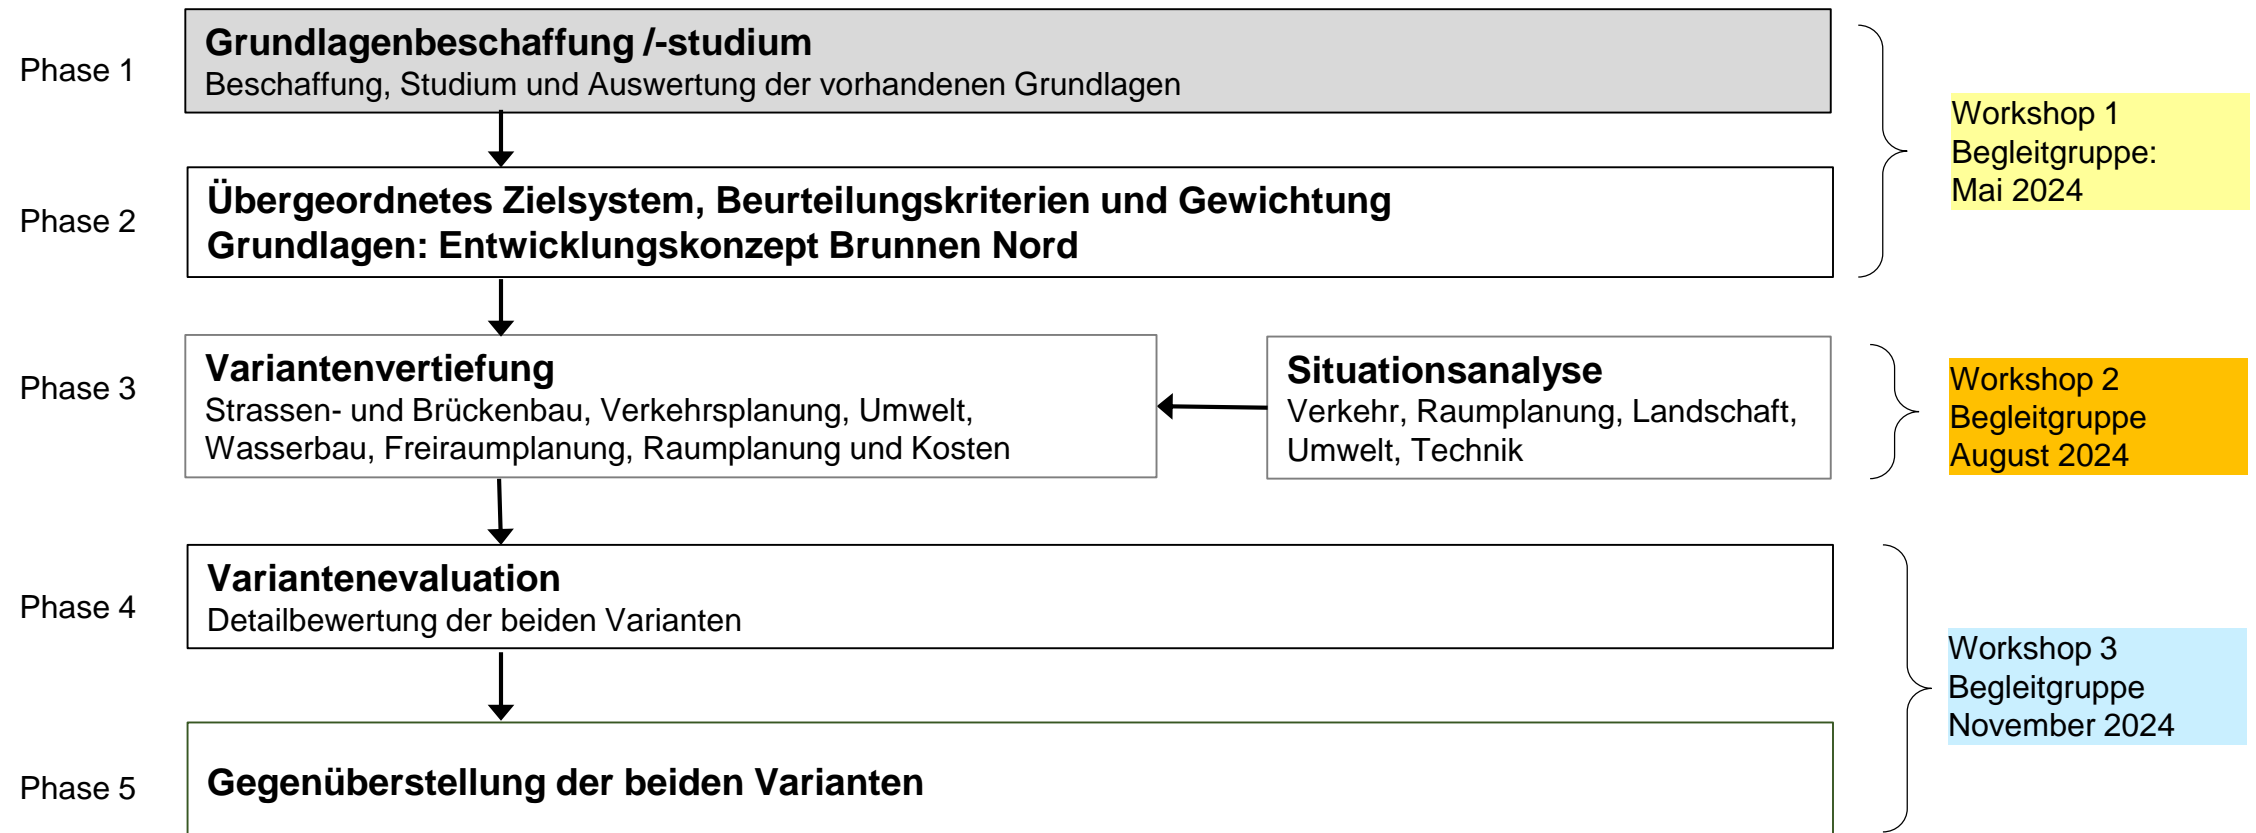 Phase 1
Grundlagenbeschaffung /-studium
Beschaffung, Studium und Auswertung der vorhandenen Grundlagen
Workshop 1
Begleitgruppe:
Mai 2024
Phase 2
Übergeordnetes Zielsystem, Beurteilungskriterien und Gewichtung
Grundlagen: Entwicklungskonzept Brunnen Nord
Phase 3
Variantenvertiefung
Strassen- und Brückenbau, Verkehrsplanung, Umwelt,
Wasserbau, Freiraumplanung, Raumplanung und Kosten
Situationsanalyse
Verkehr, Raumplanung, Landschaft,
Umwelt, Technik
Workshop 2
Begleitgruppe
August 2024
Phase 4
Variantenevaluation
Detailbewertung der beiden Varianten
Workshop 3
Begleitgruppe
November 2024
Phase 5
Gegenüberstellung der beiden Varianten